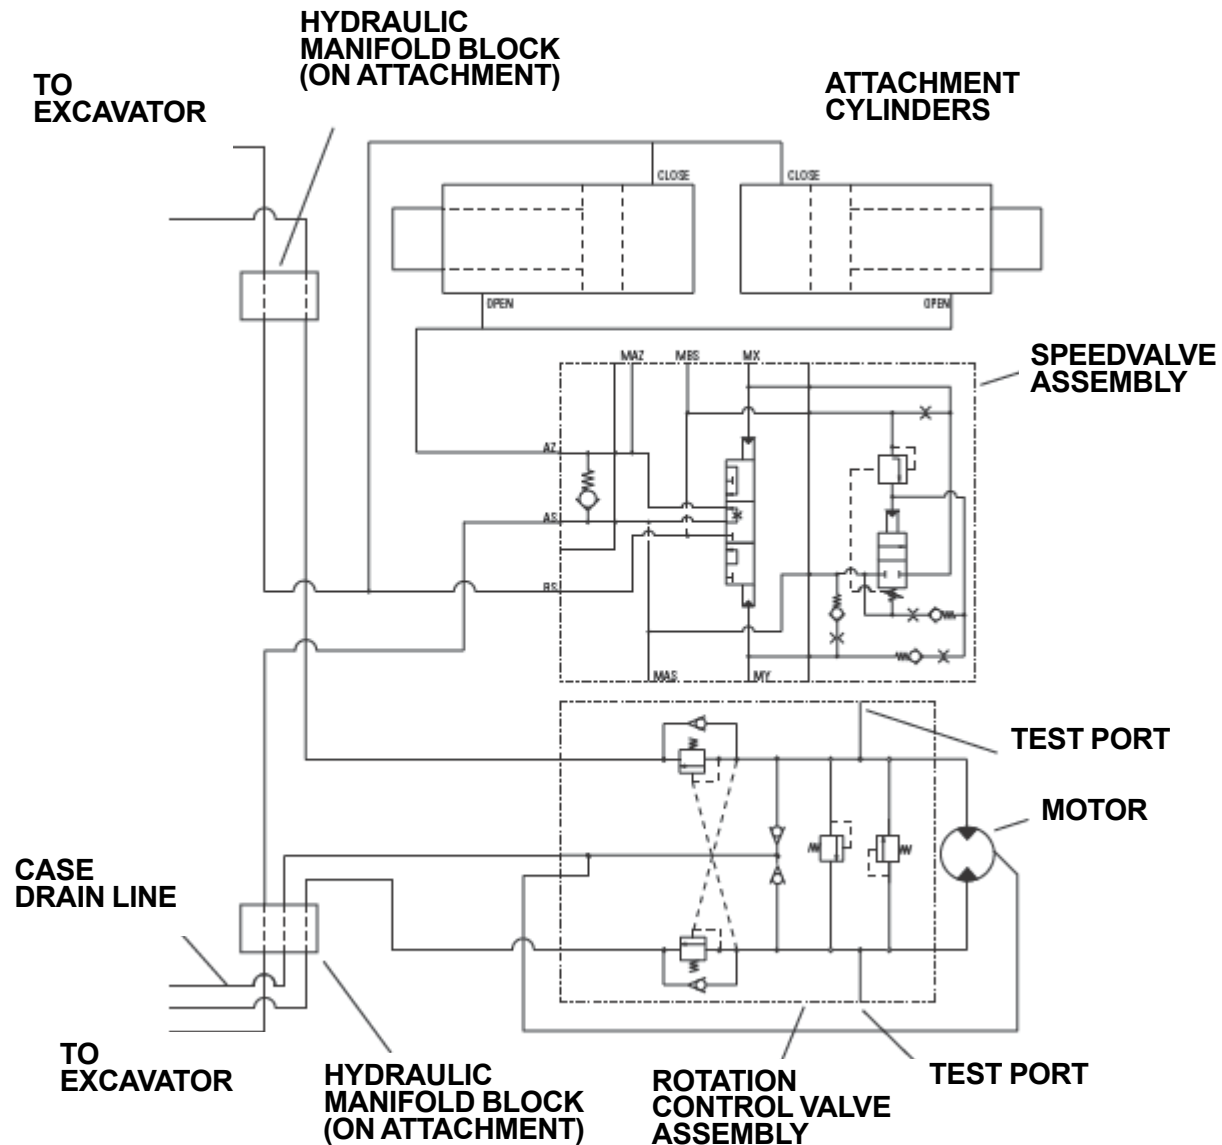 HYDRAULIC
MANIFOLD BLOCK
(ON ATTACHMENT)
TO
EXCAVATOR
ATTACHMENT
CYLINDERS
CLOSE
CLOSE
OPEN
OPEN
MAZ
MBS
MX
SPEEDVALVE
ASSEMBLY
AZ
AS
BS
MAS
MY
TEST PORT
MOTOR
CASE
DRAIN LINE
TO
EXCAVATOR
HYDRAULIC
MANIFOLD BLOCK
(ON ATTACHMENT)
ROTATION
CONTROL VALVE
ASSEMBLY
TEST PORT